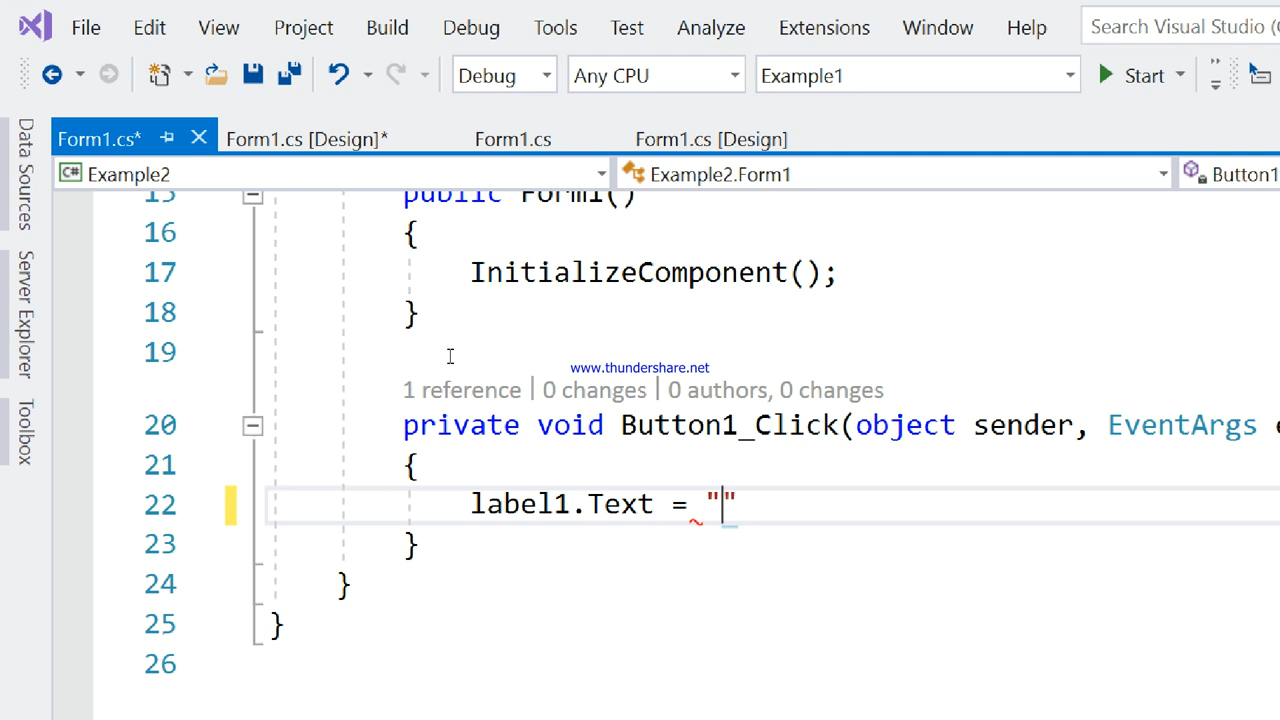 File Edit View Project Build Debug Tools Test Analyze Extensions Window Help Search Visual Studio (
Debug Any CPU Example1 Start
Form1.cs* Form1.cs [Design]* Form1.cs Form1.cs [Design]
C# Example2 Example2.Form1 Button1
Data Sources
Server Explorer
Toolbox
15 public Form1()
16 {
17 InitializeComponent();
18 }
19
www.thundershare.net
1 reference | 0 changes | 0 authors, 0 changes
20 private void Button1_Click(object sender, EventArgs e
21 {
22 label1.Text = ""
23 }
24 }
25 }
26